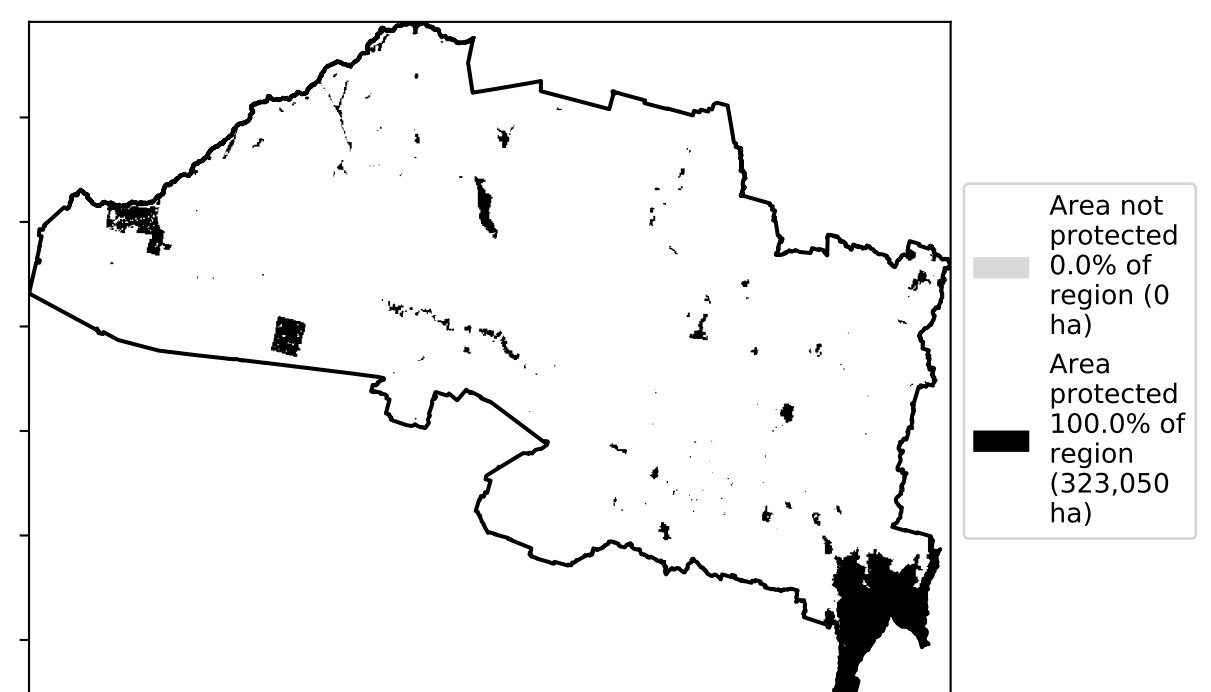 Area not
protected
0.0% of
region (0
ha)
Area
protected
100.0% of
region
(323,050
ha)